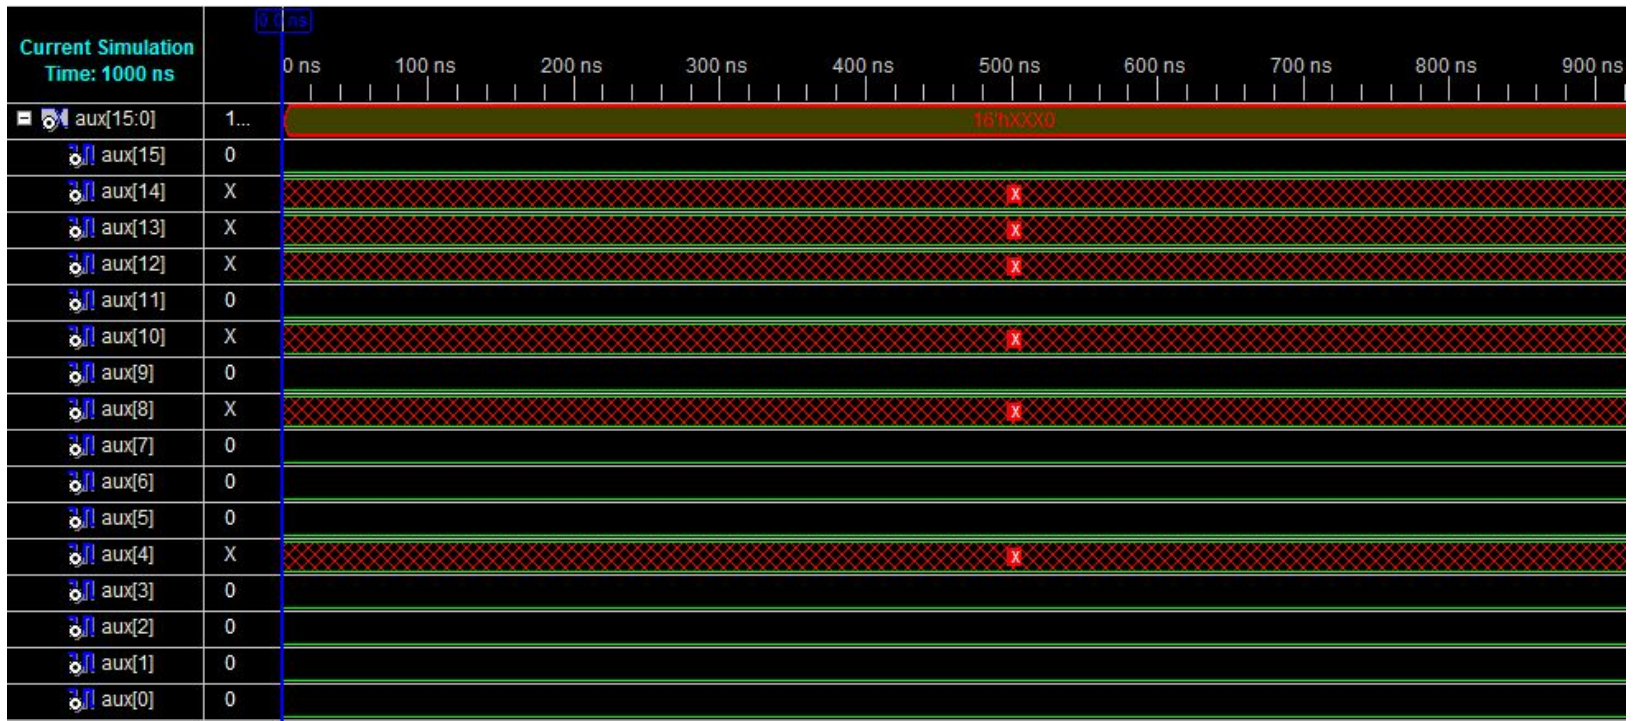 0.0 ns
Current Simulation
Time: 1000 ns
0 ns 100 ns 200 ns 300 ns 400 ns 500 ns 600 ns 700 ns 800 ns 900 ns
aux[15:0] 1... 16'hXXX0
aux[15] 0
aux[14] X X
aux[13] X X
aux[12] X X
aux[11] 0
aux[10] X X
aux[9] 0
aux[8] X X
aux[7] 0
aux[6] 0
aux[5] 0
aux[4] X X
aux[3] 0
aux[2] 0
aux[1] 0
aux[0] 0